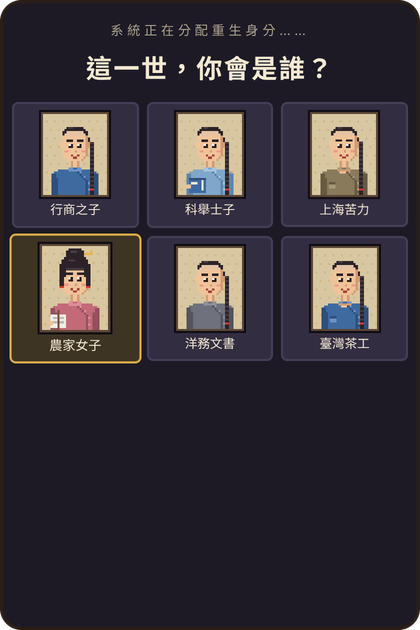 系統正在分配重生身分……
這一世，你會是誰？
行商之子
科舉士子
上海苦力
農家女子
洋務文書
臺灣茶工